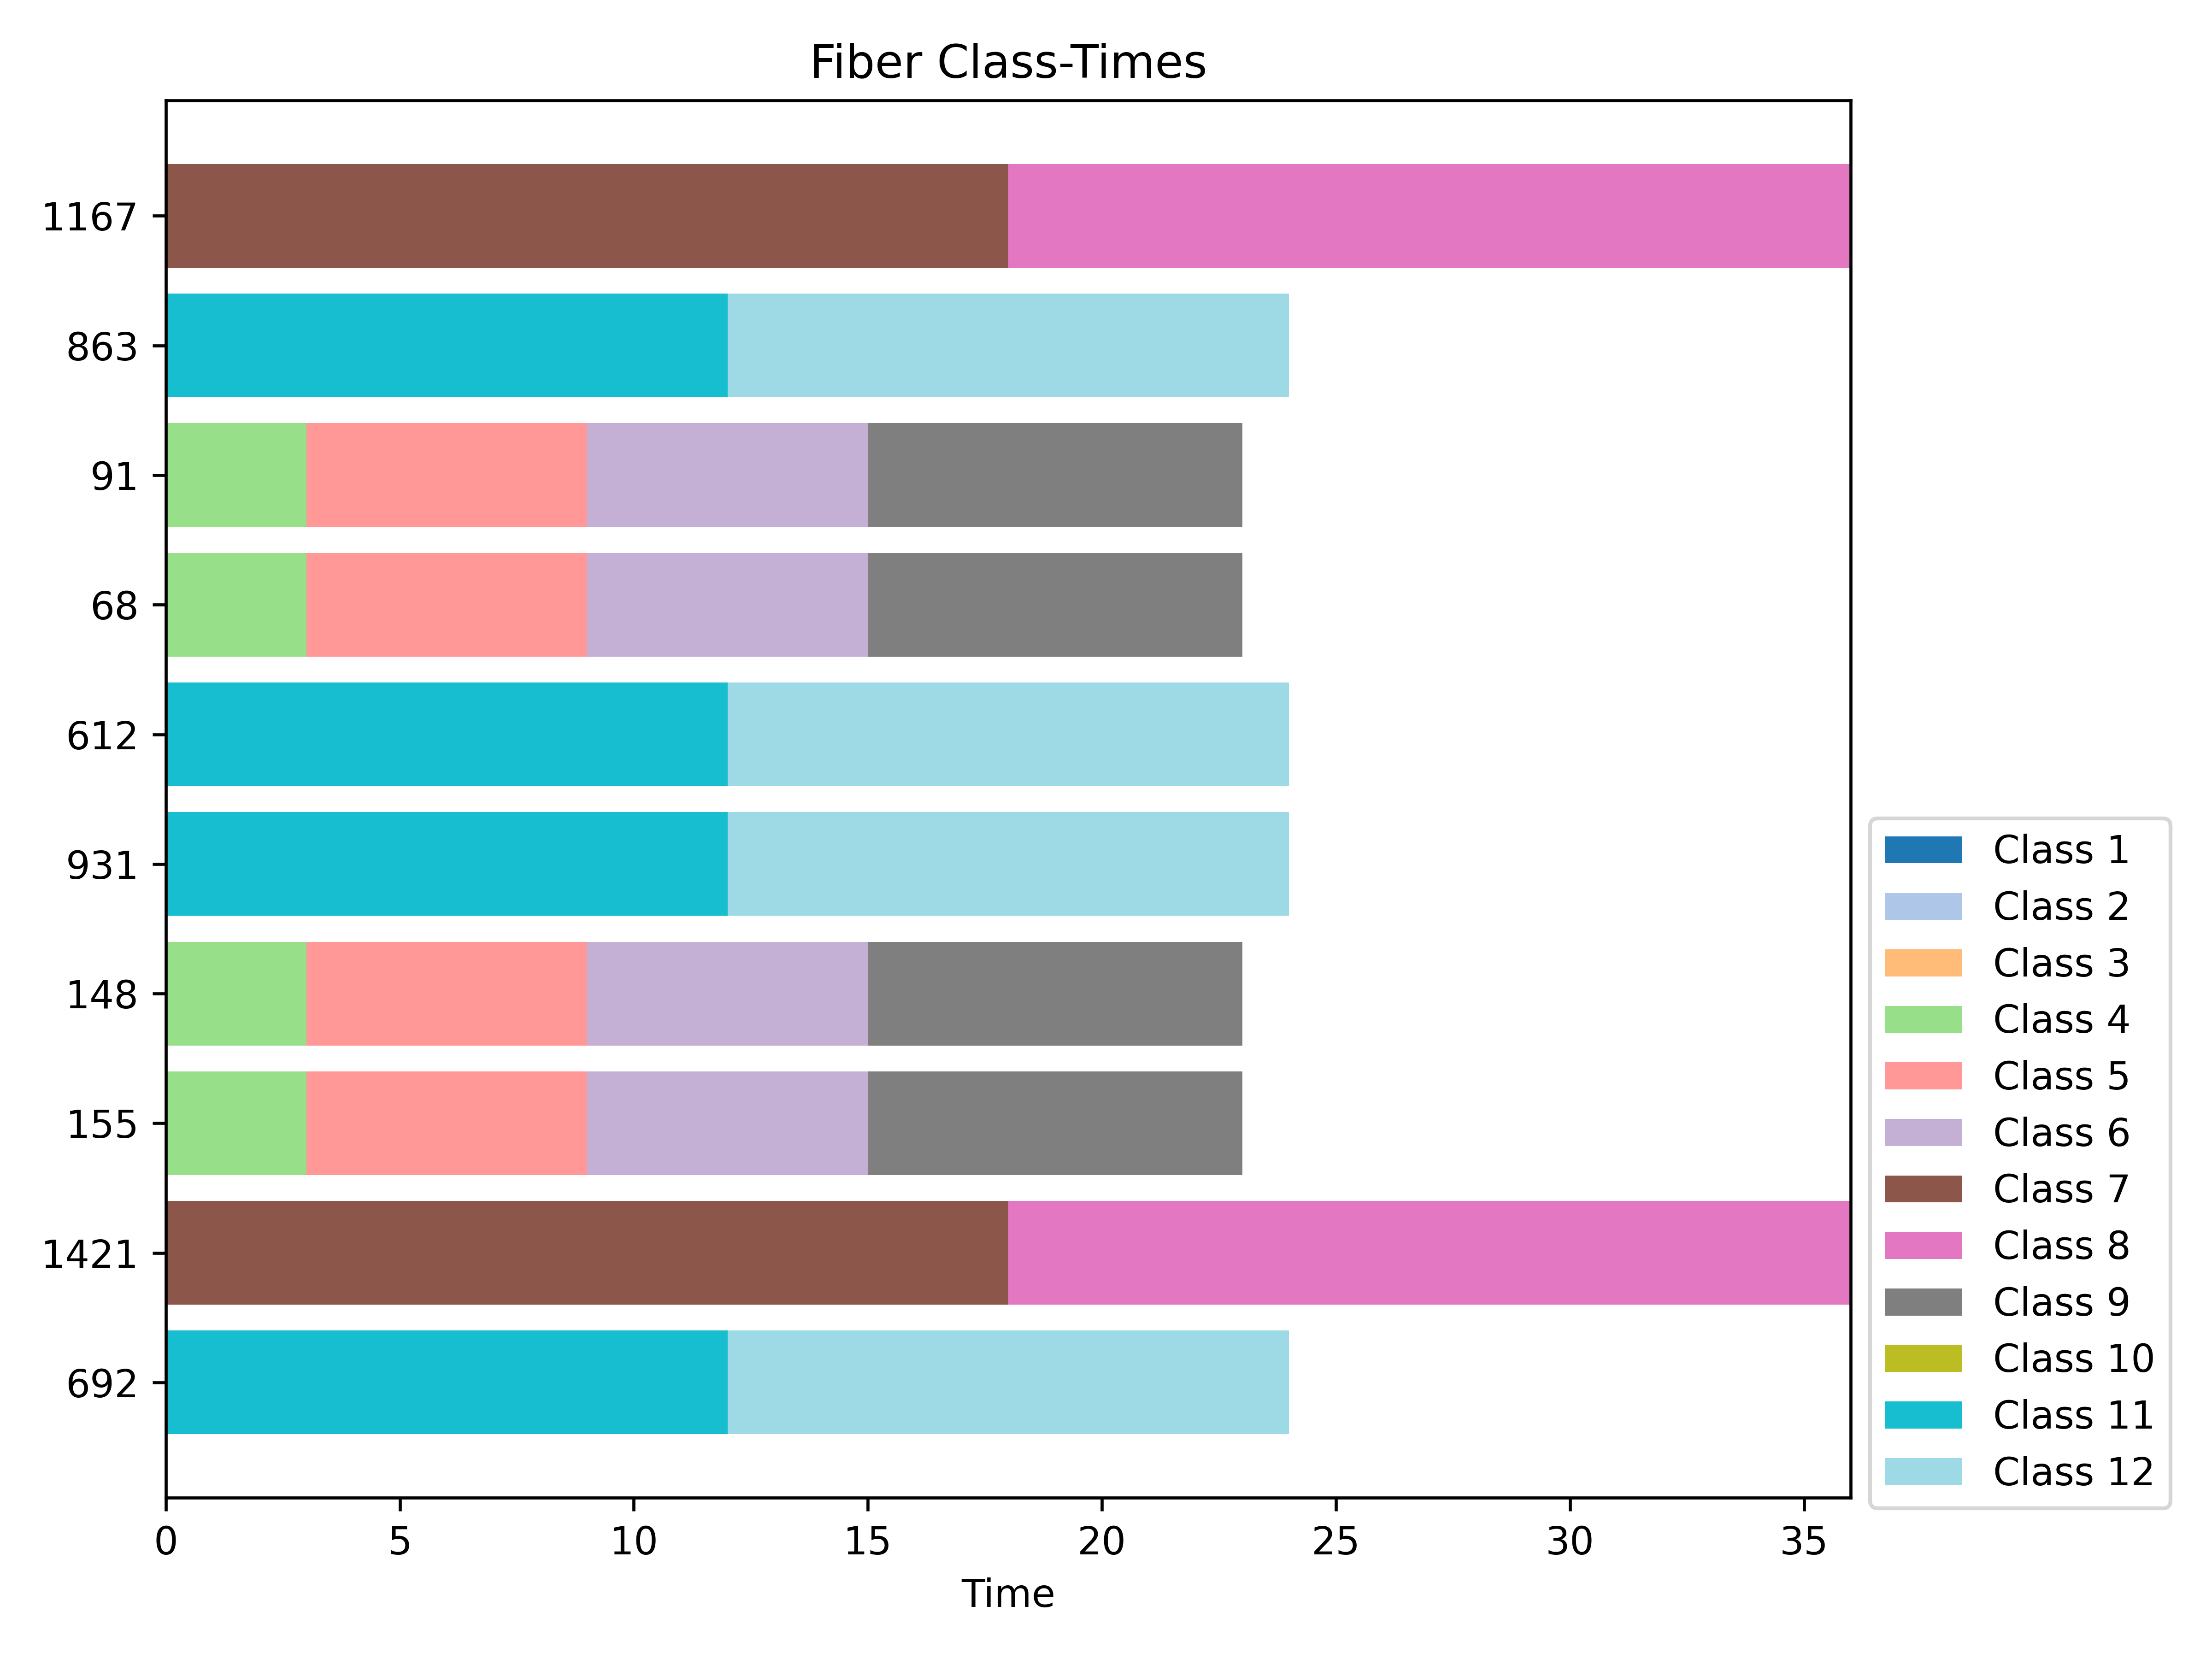 Fiber Class-Times
1167
863
91
68
612
931
148
155
1421
692
0 5 10 15 20 25 30 35
Time
Class 1
Class 2
Class 3
Class 4
Class 5
Class 6
Class 7
Class 8
Class 9
Class 10
Class 11
Class 12